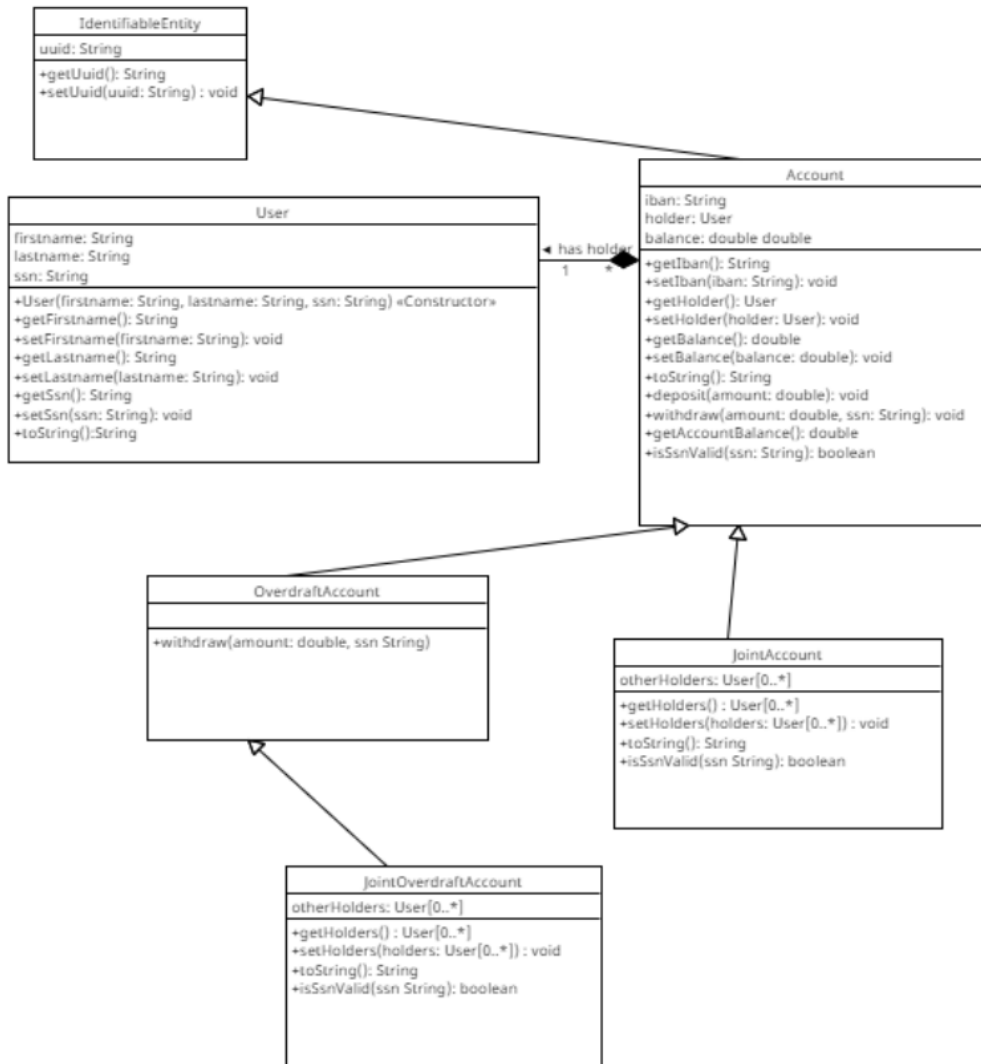 IdentifiableEntity
uuid: String
+getUuid(): String
+setUuid(uuid: String) : void
Account
iban: String
holder: User
balance: double double
+getIban(): String
+setIban(iban: String): void
+getHolder(): User
+setHolder(holder: User): void
+getBalance(): double
+setBalance(balance: double): void
+toString(): String
+deposit(amount: double): void
+withdraw(amount: double, ssn: String): void
+getAccountBalance(): double
+isSsnValid(ssn: String): boolean
User
firstname: String
lastname: String
ssn: String
+User(firstname: String, lastname: String, ssn: String) «Constructor»
+getFirstname(): String
+setFirstname(firstname: String): void
+getLastname(): String
+setLastname(lastname: String): void
+getSsn(): String
+setSsn(ssn: String): void
+toString():String
◄ has holder
1 *
OverdraftAccount
+withdraw(amount: double, ssn String)
JointAccount
otherHolders: User[0..*]
+getHolders() : User[0..*]
+setHolders(holders: User[0..*]) : void
+toString(): String
+isSsnValid(ssn String): boolean
JointOverdraftAccount
otherHolders: User[0..*]
+getHolders() : User[0..*]
+setHolders(holders: User[0..*]) : void
+toString(): String
+isSsnValid(ssn String): boolean